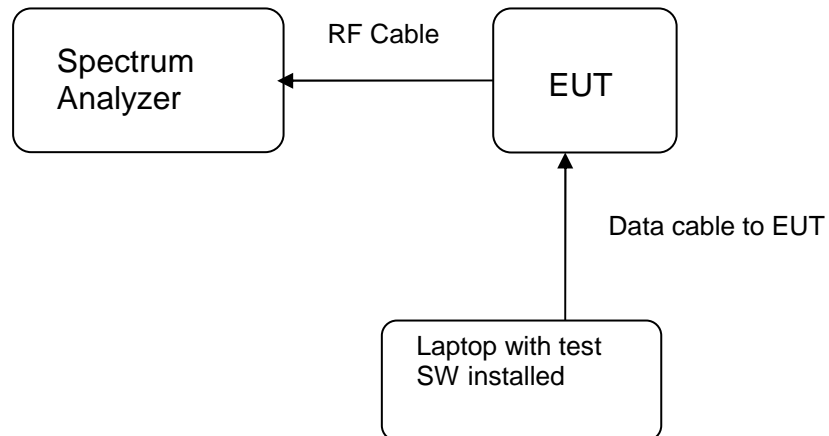 RF Cable
Spectrum
Analyzer
EUT
Data cable to EUT
Laptop with test
SW installed